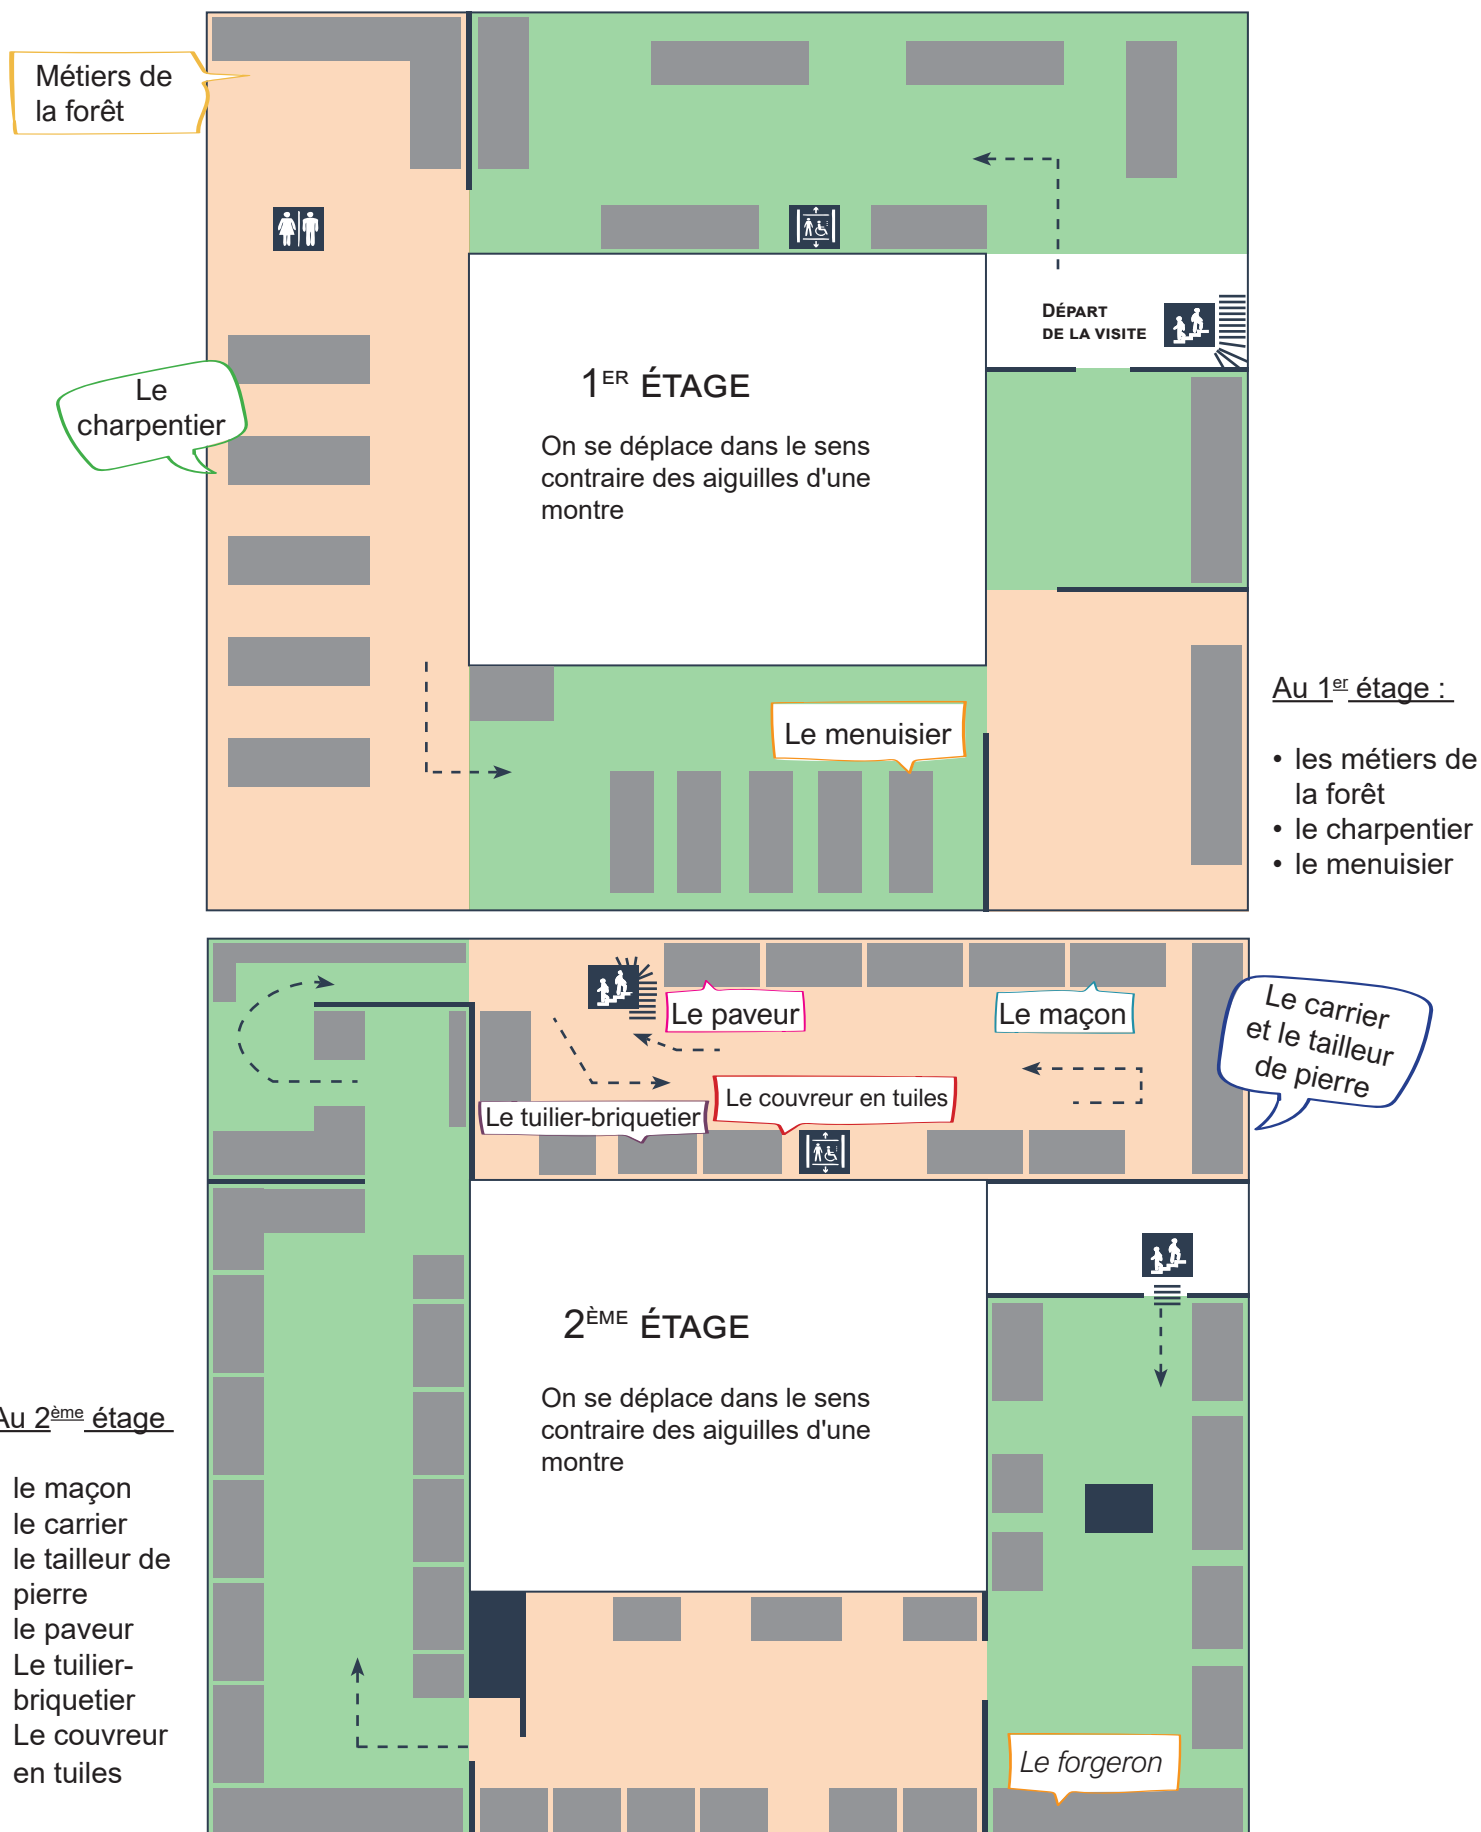 Métiers de
la forêt
DÉPART
DE LA VISITE
1ER ÉTAGE
Le
charpentier
On se déplace dans le sens
contraire des aiguilles d'une
montre
Le menuisier
Au 1er étage :
• les métiers de
la forêt
• le charpentier
• le menuisier
Le paveur
Le maçon
Le carrier
et le tailleur
de pierre
Le tuilier-briquetier
Le couvreur en tuiles
2ÈME ÉTAGE
On se déplace dans le sens
contraire des aiguilles d'une
montre
Au 2ème étage
le maçon
le carrier
le tailleur de
pierre
le paveur
Le tuilier-
briquetier
Le couvreur
en tuiles
Le forgeron